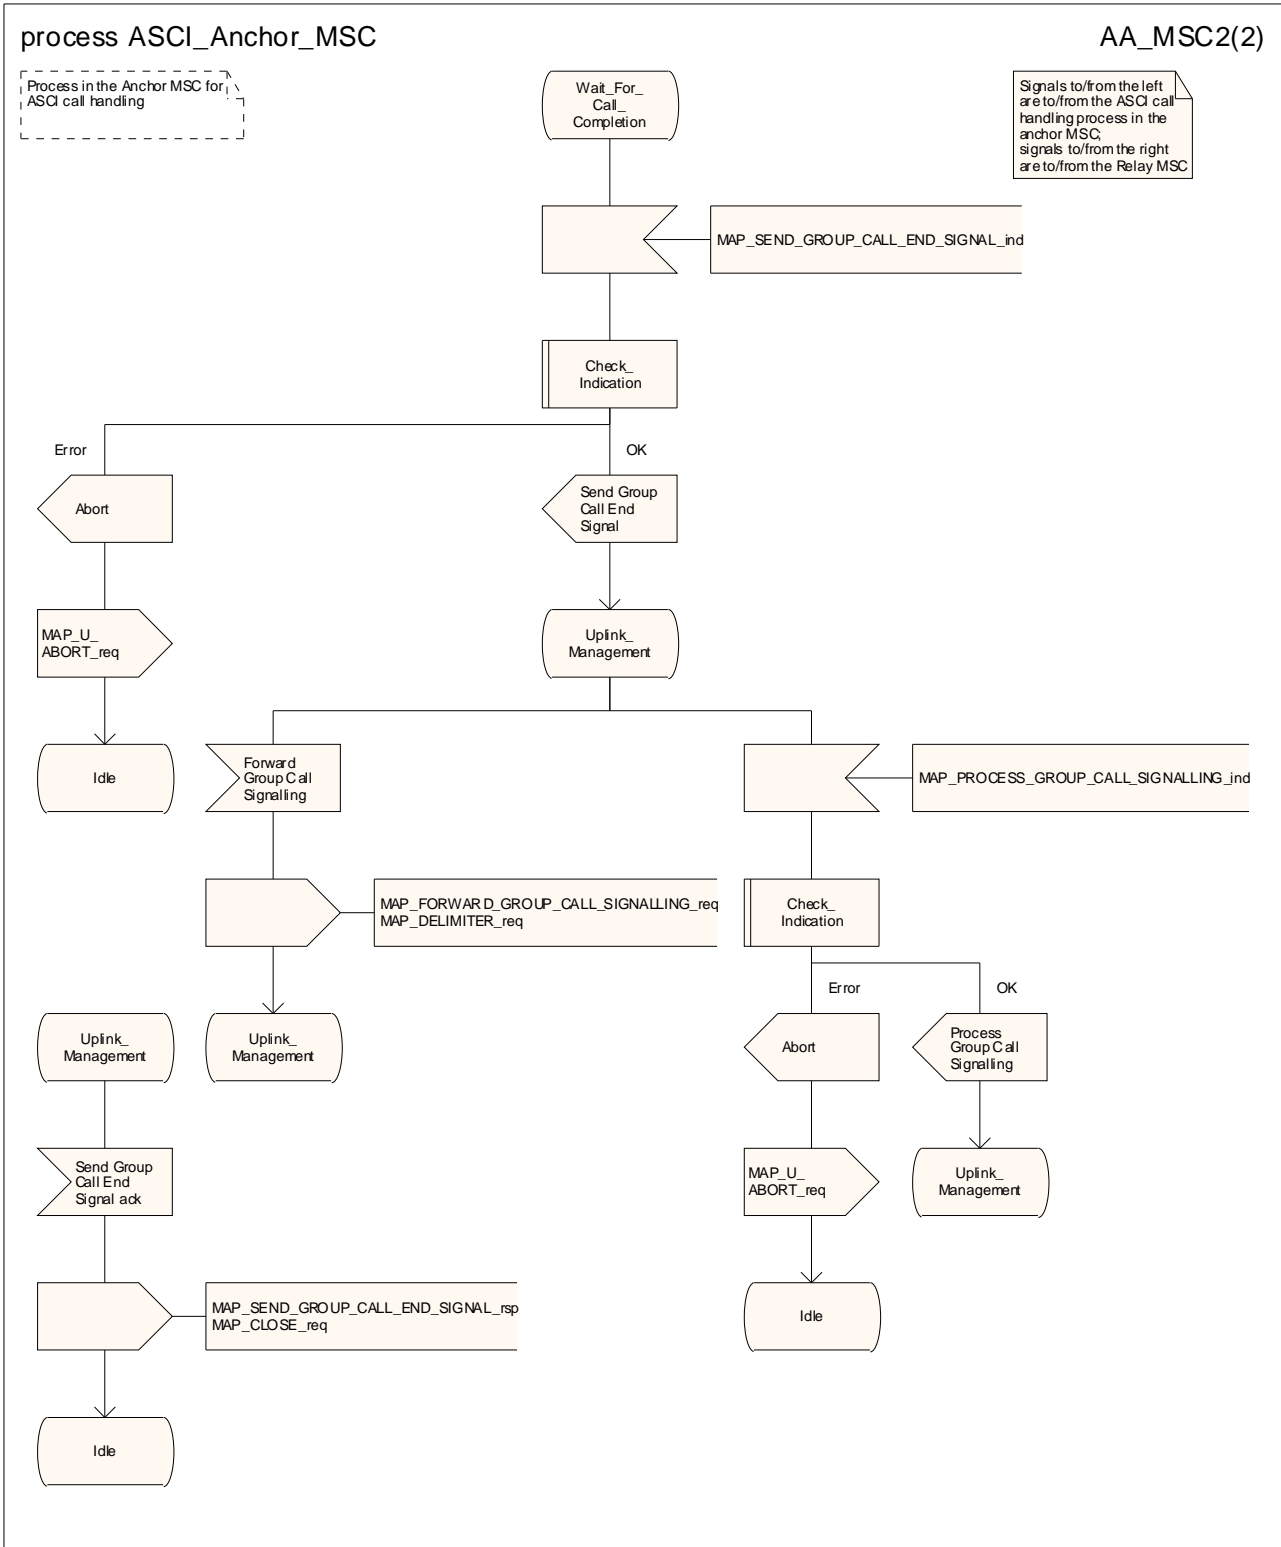 process ASCI_Anchor_MSC
AA_MSC2(2)
Process in the Anchor MSC for
ASCI call handling
Wait_For_
Call_
Completion
Signals to/from the left
are to/from the ASCI call
handling process in the
anchor MSC;
signals to/from the right
are to/from the Relay MSC
MAP_SEND_GROUP_CALL_END_SIGNAL_ind
Check_
Indication
Error
OK
Abort
Send Group
Call End
Signal
MAP_U_
ABORT_req
Uplink_
Management
Idle
Forward
Group Call
Signalling
MAP_PROCESS_GROUP_CALL_SIGNALLING_ind
MAP_FORWARD_GROUP_CALL_SIGNALLING_req
MAP_DELIMITER_req
Check_
Indication
Error
OK
Uplink_
Management
Uplink_
Management
Abort
Process
Group Call
Signalling
Send Group
Call End
Signal ack
MAP_U_
ABORT_req
Uplink_
Management
MAP_SEND_GROUP_CALL_END_SIGNAL_rsp
MAP_CLOSE_req
Idle
Idle